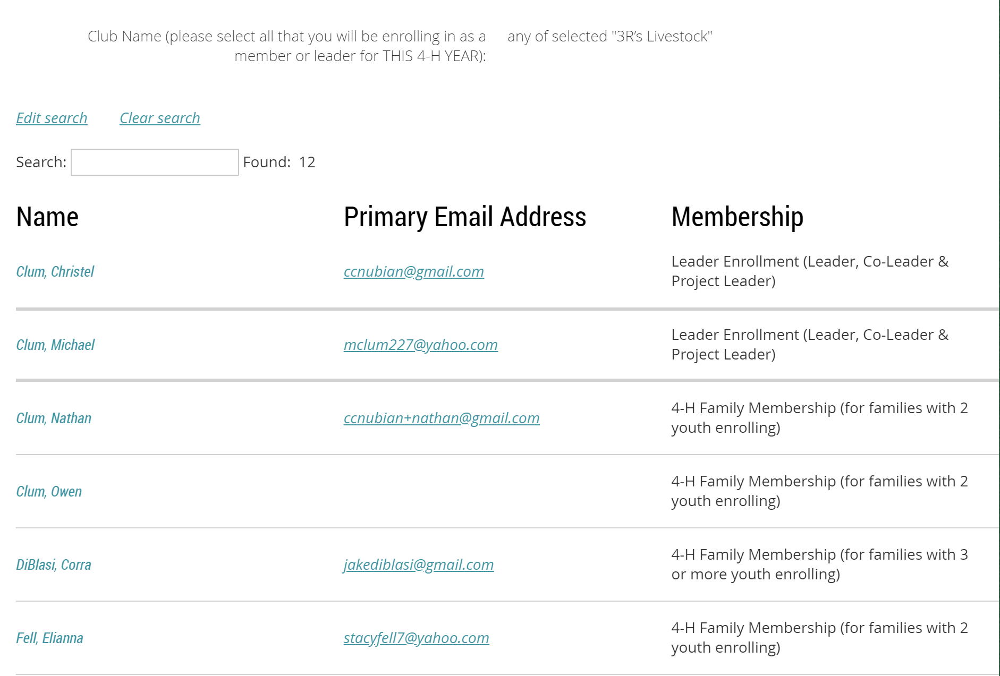 Club Name (please select all that you will be enrolling in as a any of selected "3R’s Livestock"
member or leader for THIS 4-H YEAR):
Edit search Clear search
Search: Found: 12
Name Primary Email Address Membership
Clum, Christel ccnubian@gmail.com Leader Enrollment (Leader, Co-Leader &
Project Leader)
Clum, Michael mclum227@yahoo.com Leader Enrollment (Leader, Co-Leader &
Project Leader)
Clum, Nathan ccnubian+nathan@gmail.com 4-H Family Membership (for families with 2
youth enrolling)
Clum, Owen 4-H Family Membership (for families with 2
youth enrolling)
DiBlasi, Corra jakediblasi@gmail.com 4-H Family Membership (for families with 3
or more youth enrolling)
Fell, Elianna stacyfell7@yahoo.com 4-H Family Membership (for families with 2
youth enrolling)